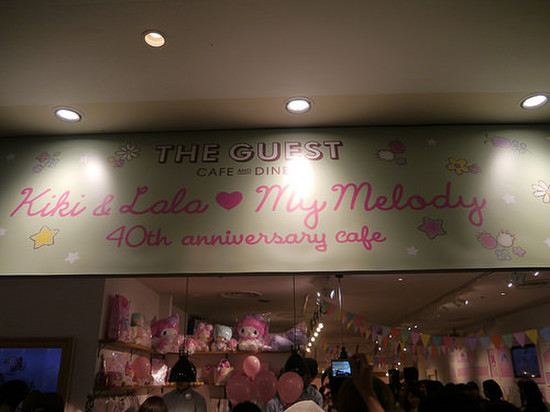 THE GUEST
CAFE AND DINER
Kiki & Lala ♥ My Melody
40th anniversary cafe